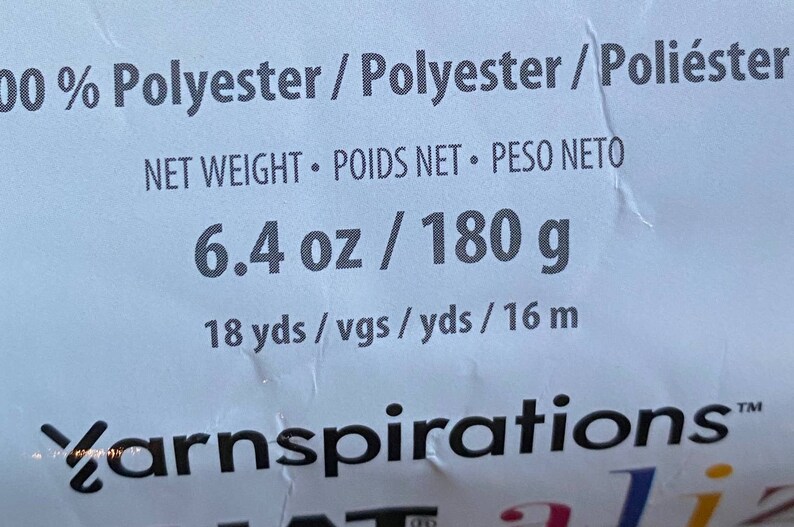 00 % Polyester / Polyester / Poliéster
NET WEIGHT • POIDS NET • PESO NETO
6.4 oz / 180 g
18 yds / vgs / yds / 16 m
Yarnspirations™
aliz